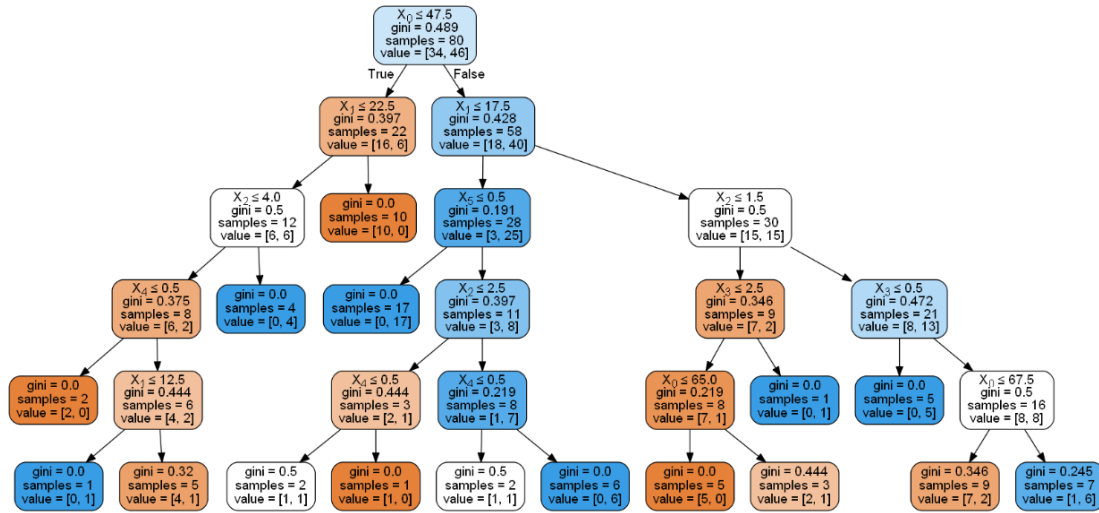 X0 ≤ 47.5
gini = 0.489
samples = 80
value = [34, 46]
True
False
X1 ≤ 22.5
gini = 0.397
samples = 22
value = [16, 6]
X1 ≤ 17.5
gini = 0.428
samples = 58
value = [18, 40]
X2 ≤ 4.0
gini = 0.5
samples = 12
value = [6, 6]
gini = 0.0
samples = 10
value = [10, 0]
X5 ≤ 0.5
gini = 0.191
samples = 28
value = [3, 25]
X2 ≤ 1.5
gini = 0.5
samples = 30
value = [15, 15]
X4 ≤ 0.5
gini = 0.375
samples = 8
value = [6, 2]
gini = 0.0
samples = 4
value = [0, 4]
gini = 0.0
samples = 17
value = [0, 17]
X2 ≤ 2.5
gini = 0.397
samples = 11
value = [3, 8]
X3 ≤ 2.5
gini = 0.346
samples = 9
value = [7, 2]
X3 ≤ 0.5
gini = 0.472
samples = 21
value = [8, 13]
gini = 0.0
samples = 2
value = [2, 0]
X1 ≤ 12.5
gini = 0.444
samples = 6
value = [4, 2]
X4 ≤ 0.5
gini = 0.444
samples = 3
value = [2, 1]
X4 ≤ 0.5
gini = 0.219
samples = 8
value = [1, 7]
X0 ≤ 65.0
gini = 0.219
samples = 8
value = [7, 1]
gini = 0.0
samples = 1
value = [0, 1]
gini = 0.0
samples = 5
value = [0, 5]
X0 ≤ 67.5
gini = 0.5
samples = 16
value = [8, 8]
gini = 0.0
samples = 1
value = [0, 1]
gini = 0.32
samples = 5
value = [4, 1]
gini = 0.5
samples = 2
value = [1, 1]
gini = 0.0
samples = 1
value = [1, 0]
gini = 0.5
samples = 2
value = [1, 1]
gini = 0.0
samples = 6
value = [0, 6]
gini = 0.0
samples = 5
value = [5, 0]
gini = 0.444
samples = 3
value = [2, 1]
gini = 0.346
samples = 9
value = [7, 2]
gini = 0.245
samples = 7
value = [1, 6]